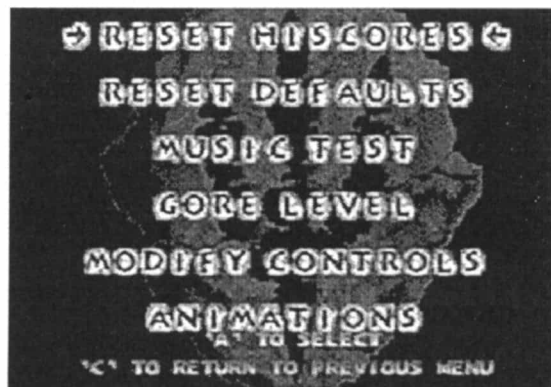 RESET HISCORES
RESET DEFAULTS
MUSIC TEST
GORE LEVEL
MODIFY CONTROLS
ANIMATIONS
"A" TO SELECT
"C" TO RETURN TO PREVIOUS MENU